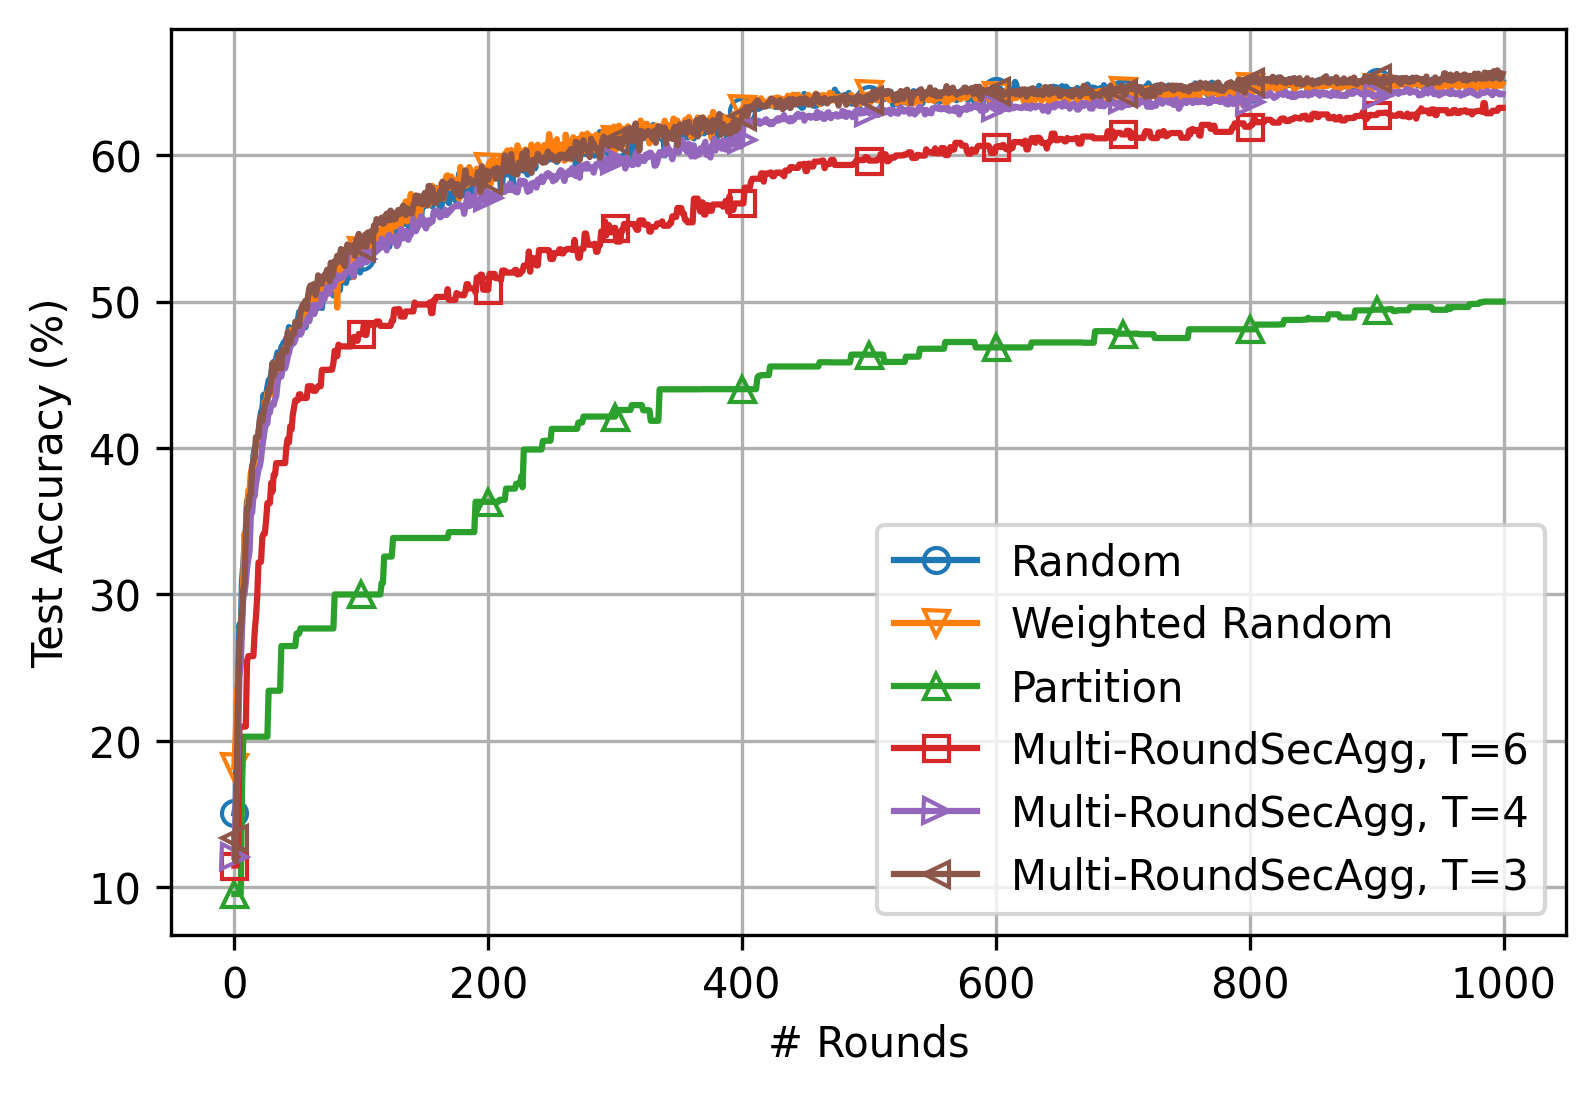 Test Accuracy (%)
60
50
40
30
20
10
0 200 400 600 800 1000
# Rounds
Random
Weighted Random
Partition
Multi-RoundSecAgg, T=6
Multi-RoundSecAgg, T=4
Multi-RoundSecAgg, T=3